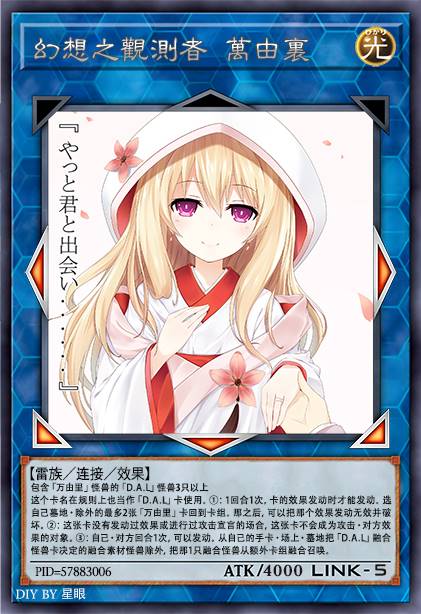 幻想之觀測者 萬由裏
ひかり
光
『やっと君と出会い．．．．．．』
【雷族／连接／效果】
包含「万由里」怪兽的「D.A.L」怪兽3只以上
这个卡名在规则上也当作「D.A.L」卡使用。①：1回合1次，卡的效果发动时才能发动。选
自己墓地·除外的最多2张「万由里」卡回到卡组。那之后，可以把那个效果发动无效并破
坏。②：这张卡没有发动过效果或进行过攻击宣言的场合，这张卡不会成为攻击·对方效
果的对象。③：自己·对方回合1次，可以发动。从自己的手卡·场上·墓地把「D.A.L」融合
怪兽卡决定的融合素材怪兽除外，把那1只融合怪兽从额外卡组融合召唤。
PID=57883006
ATK/4000 LINK-5
DIY BY 星眼